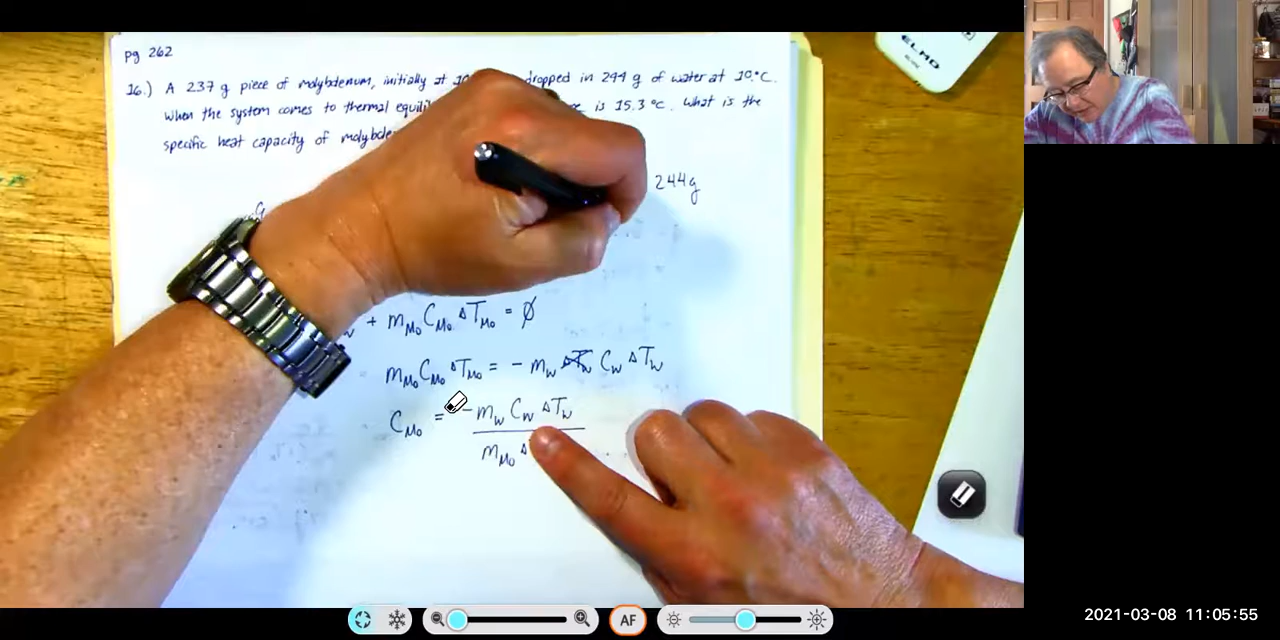 pg 262
16.) A 237 g piece of molybdenum, initially at 10 dropped in 244 g of water at 10.°C.
When the system comes to thermal is 15.3 °C. What is the
specific heat capacity of
244g
+ m_Mo C_Mo ΔT_Mo = ∅
m_Mo C_Mo ΔT_Mo = - m_w ΔT_w C_w ΔT_w
C_Mo = - m_w C_w ΔT_w
m_Mo Δ
ELMO
AF
2021-03-08 11:05:55